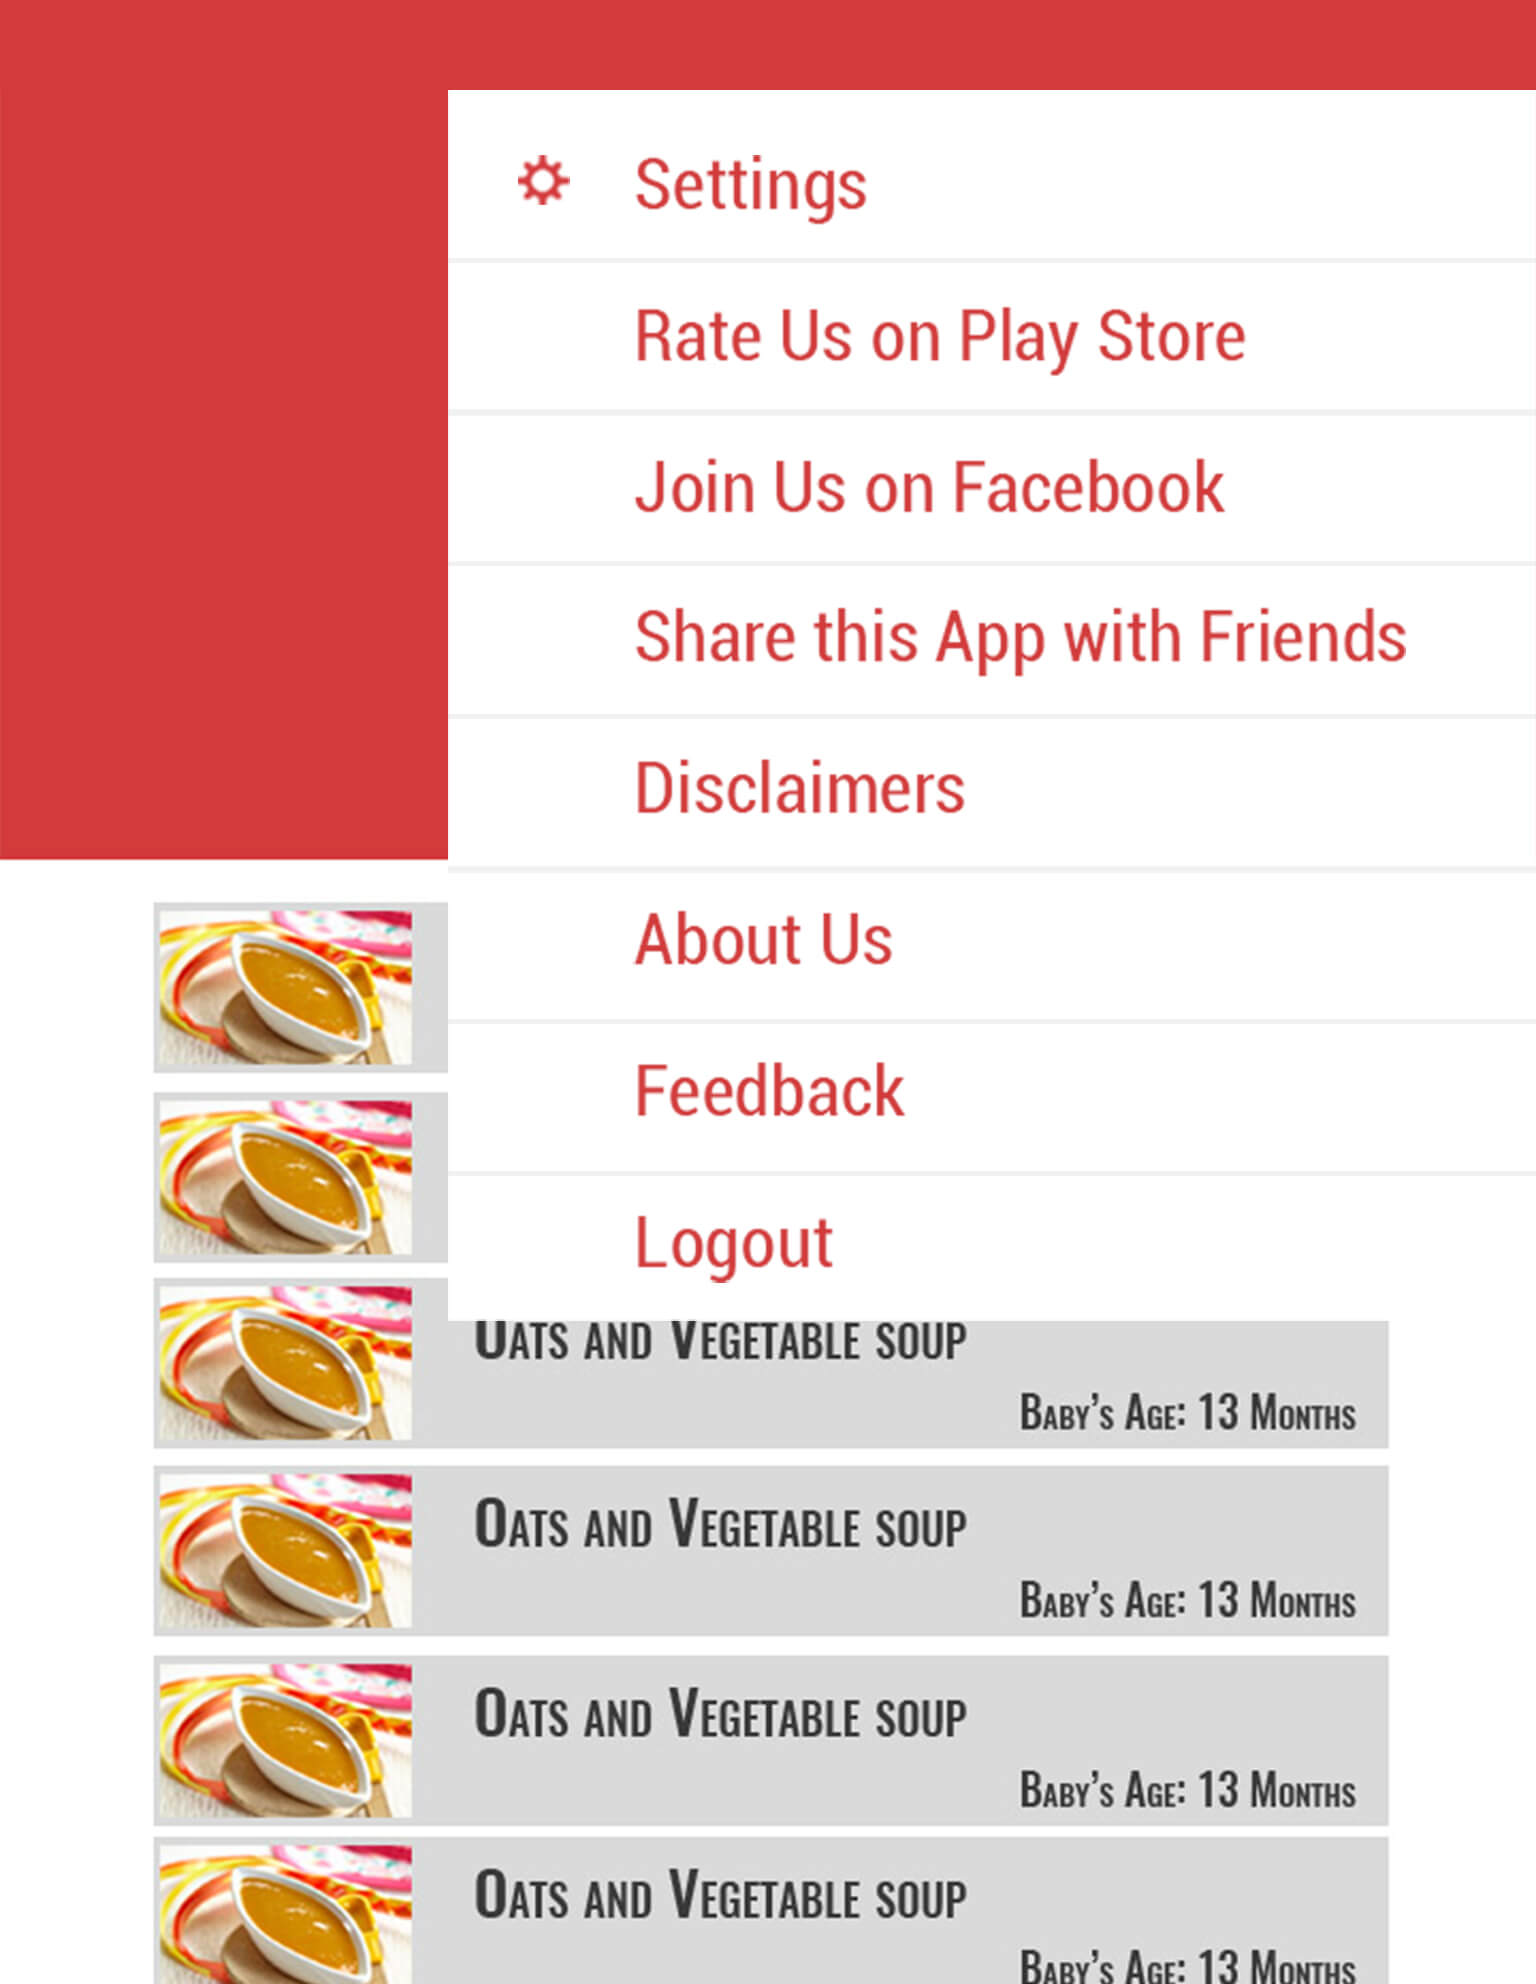 Settings
Rate Us on Play Store
Join Us on Facebook
Share this App with Friends
Disclaimers
About Us
Feedback
Logout
Oats and Vegetable soup
Baby's Age: 13 Months
Oats and Vegetable soup
Baby's Age: 13 Months
Oats and Vegetable soup
Baby's Age: 13 Months
Oats and Vegetable soup
Baby's Age: 13 Months